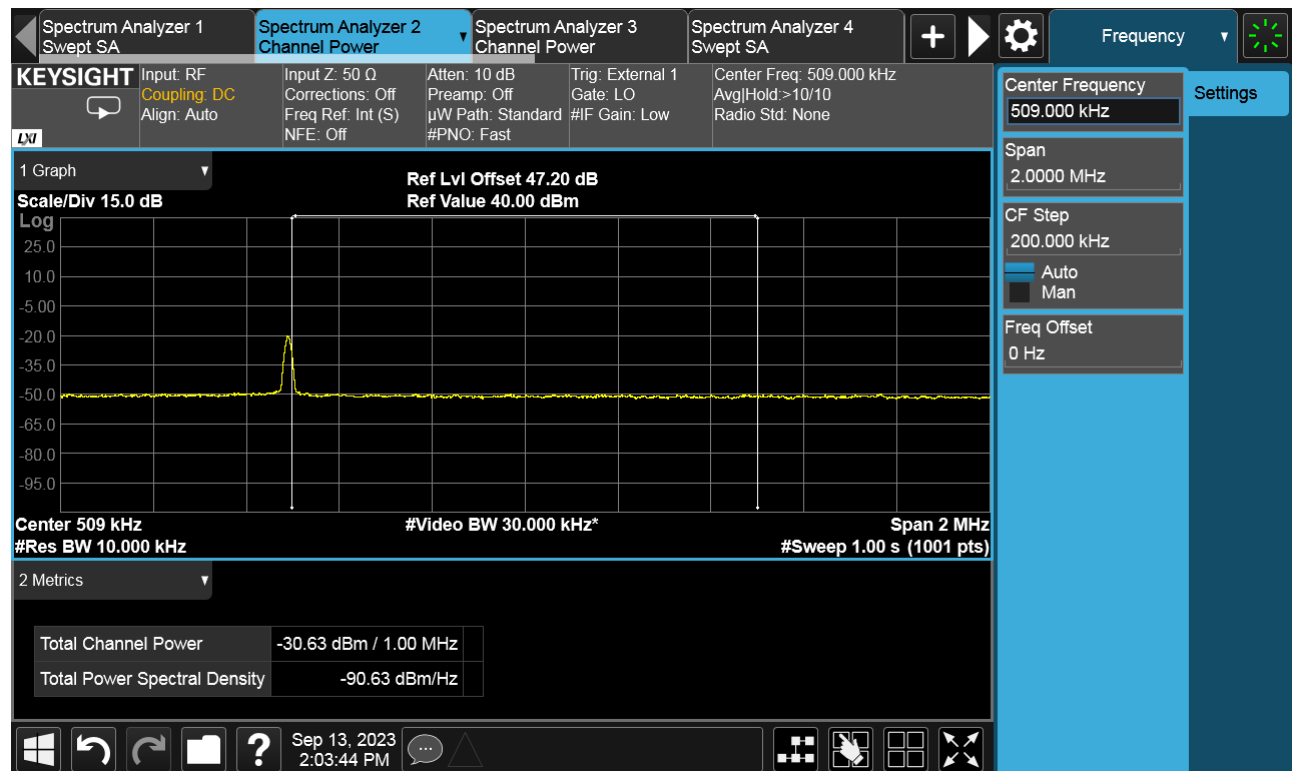 Spectrum Analyzer 1
Swept SA
Spectrum Analyzer 2
Channel Power
Spectrum Analyzer 3
Channel Power
Spectrum Analyzer 4
Swept SA
Frequency
KEYSIGHT
LXI
Input: RF
Coupling: DC
Align: Auto
Input Z: 50 Ω
Corrections: Off
Freq Ref: Int (S)
NFE: Off
Atten: 10 dB
Preamp: Off
µW Path: Standard
#PNO: Fast
Trig: External 1
Gate: LO
#IF Gain: Low
Center Freq: 509.000 kHz
Avg|Hold:>10/10
Radio Std: None
Center Frequency
509.000 kHz
Settings
Span
2.0000 MHz
CF Step
200.000 kHz
Auto
Man
Freq Offset
0 Hz
1 Graph
Scale/Div 15.0 dB
Ref Lvl Offset 47.20 dB
Ref Value 40.00 dBm
Log
25.0
10.0
-5.00
-20.0
-35.0
-50.0
-65.0
-80.0
-95.0
Center 509 kHz
#Video BW 30.000 kHz*
Span 2 MHz
#Res BW 10.000 kHz
#Sweep 1.00 s (1001 pts)
2 Metrics
Total Channel Power -30.63 dBm / 1.00 MHz
Total Power Spectral Density -90.63 dBm/Hz
?
Sep 13, 2023
2:03:44 PM